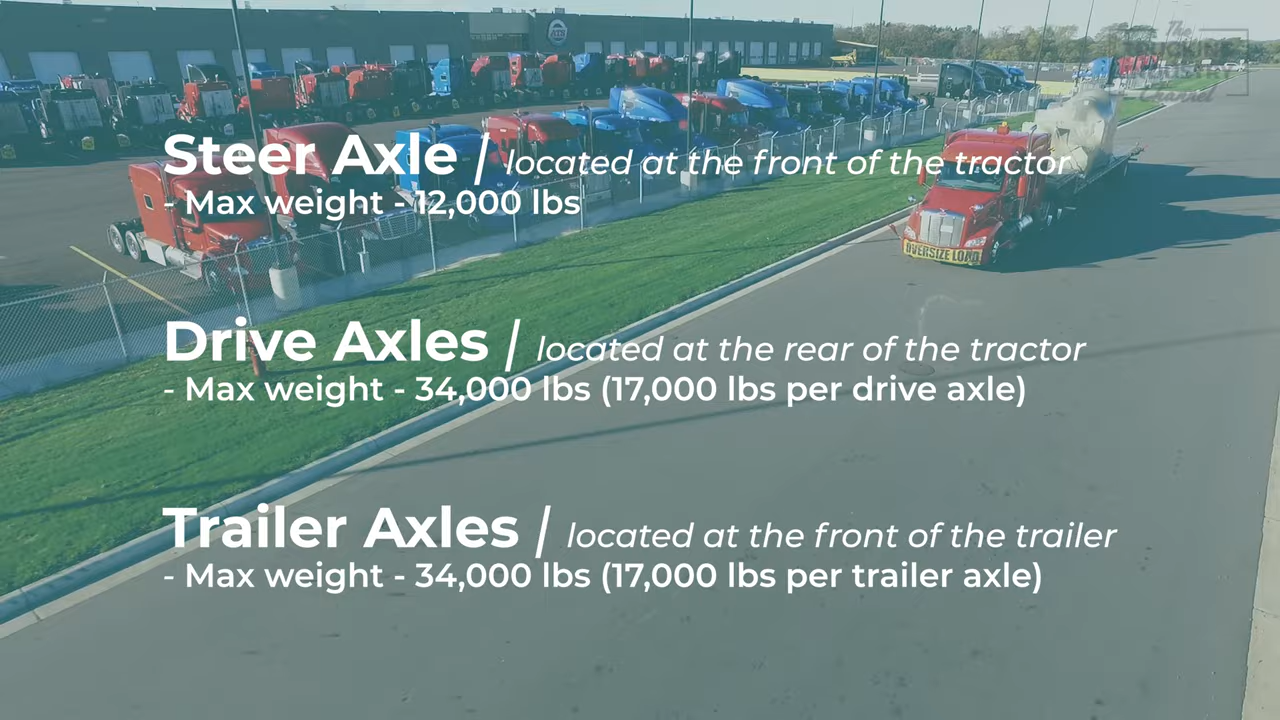 Steer Axle / located at the front of the tractor
- Max weight - 12,000 lbs
OVERSIZE LOAD
Drive Axles / located at the rear of the tractor
- Max weight - 34,000 lbs (17,000 lbs per drive axle)
Trailer Axles / located at the front of the trailer
- Max weight - 34,000 lbs (17,000 lbs per trailer axle)